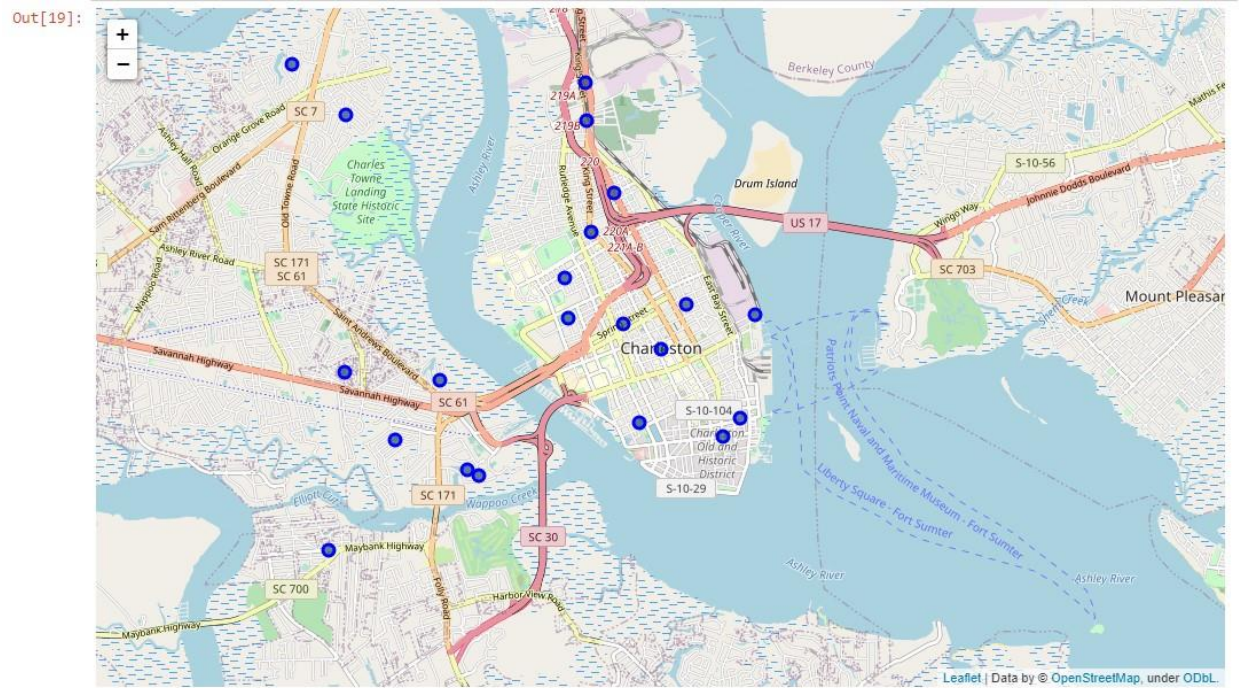 Out[19]:
+
−
Berkeley County
Mathis Fe
219A
King Street
219B
SC 7
Orange Grove Road
Ashley Hall Road
Sam Rittenberg Boulevard
Old Towne Road
Charles
Towne
Landing
State Historic
Site
Ashley River
220
King Street
Rutledge Avenue
Drum Island
S-10-56
Johnnie Dodds Boulevard
Wingo Way
US 17
Cooper River
220A
221A-B
SC 703
Ashley River Road
Wappoo Road
SC 171
SC 61
Saint Andrews Boulevard
East Bay Street
Spring Street
Charleston
Shem Creek
Mount Pleasan
Savannah Highway
Savannah Highway
SC 61
S-10-104
Charleston
Old and
Historic
District
S-10-29
Patriots Point Naval and Maritime Museum - Fort Sumter
Liberty Square - Fort Sumter
SC 171
Wappoo Creek
Elliott Cut
SC 30
Maybank Highway
SC 700
Folly Road
Harbor View Road
Maybank Highway
Ashley River
Ashley River
Leaflet | Data by © OpenStreetMap, under ODbL.